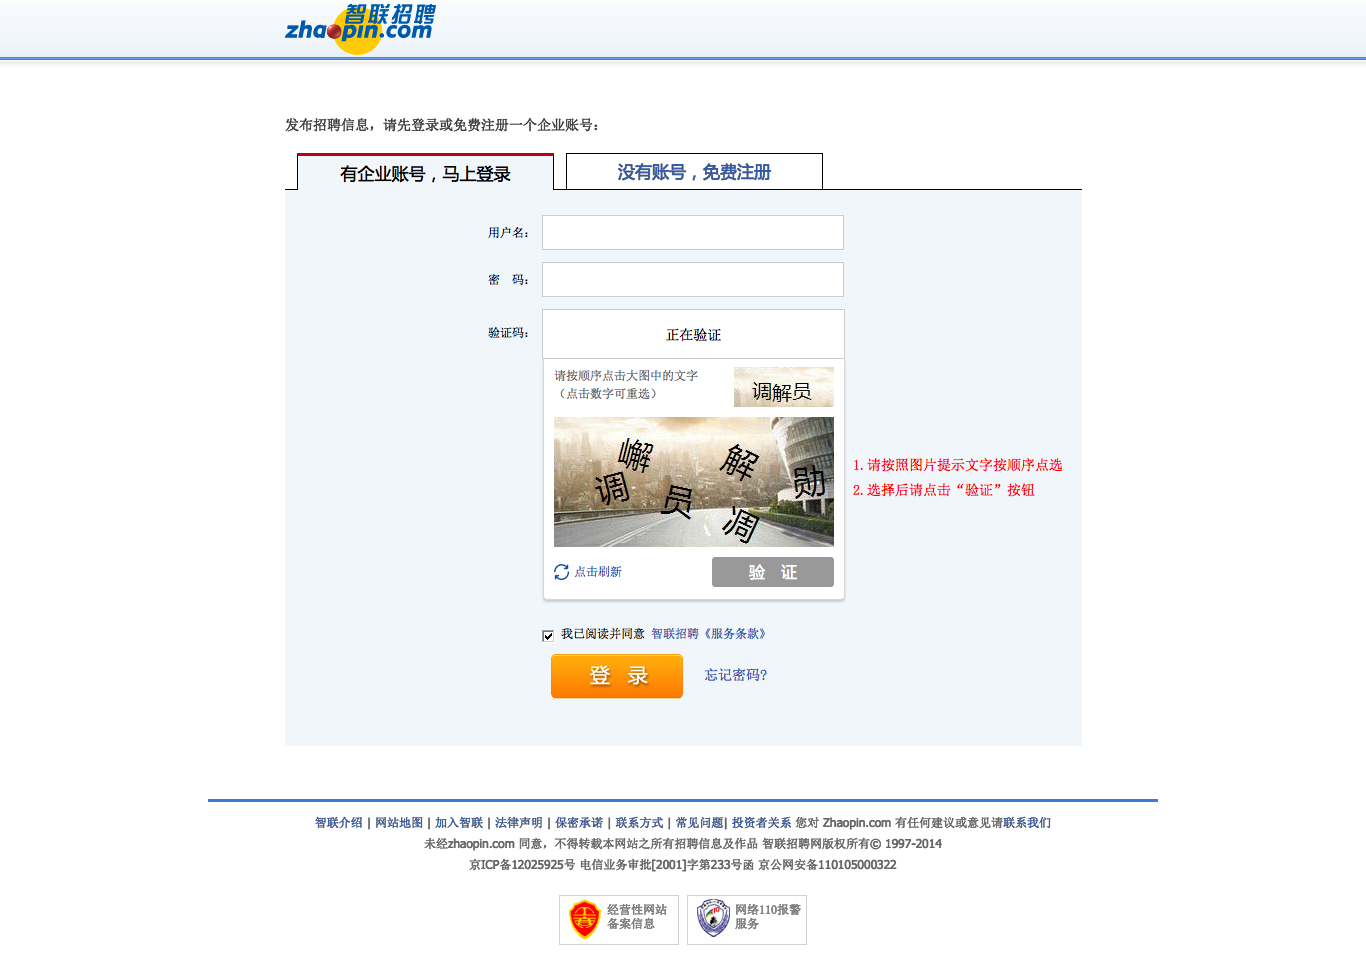 智联招聘
zhaopin.com
发布招聘信息，请先登录或免费注册一个企业账号：
有企业账号，马上登录
没有账号，免费注册
用户名：
密 码：
验证码：
正在验证
请按顺序点击大图中的文字
（点击数字可重选）
调解员
懈 解 勋
调 员 凋
1. 请按照图片提示文字按顺序点选
2. 选择后请点击“验证”按钮
点击刷新
验 证
我已阅读并同意 智联招聘《服务条款》
登 录
忘记密码?
智联介绍 | 网站地图 | 加入智联 | 法律声明 | 保密承诺 | 联系方式 | 常见问题| 投资者关系 您对 Zhaopin.com 有任何建议或意见请联系我们
未经zhaopin.com 同意，不得转载本网站之所有招聘信息及作品 智联招聘网版权所有© 1997-2014
京ICP备12025925号 电信业务审批[2001]字第233号函 京公网安备110105000322
经营性网站
备案信息
网络110报警
服务